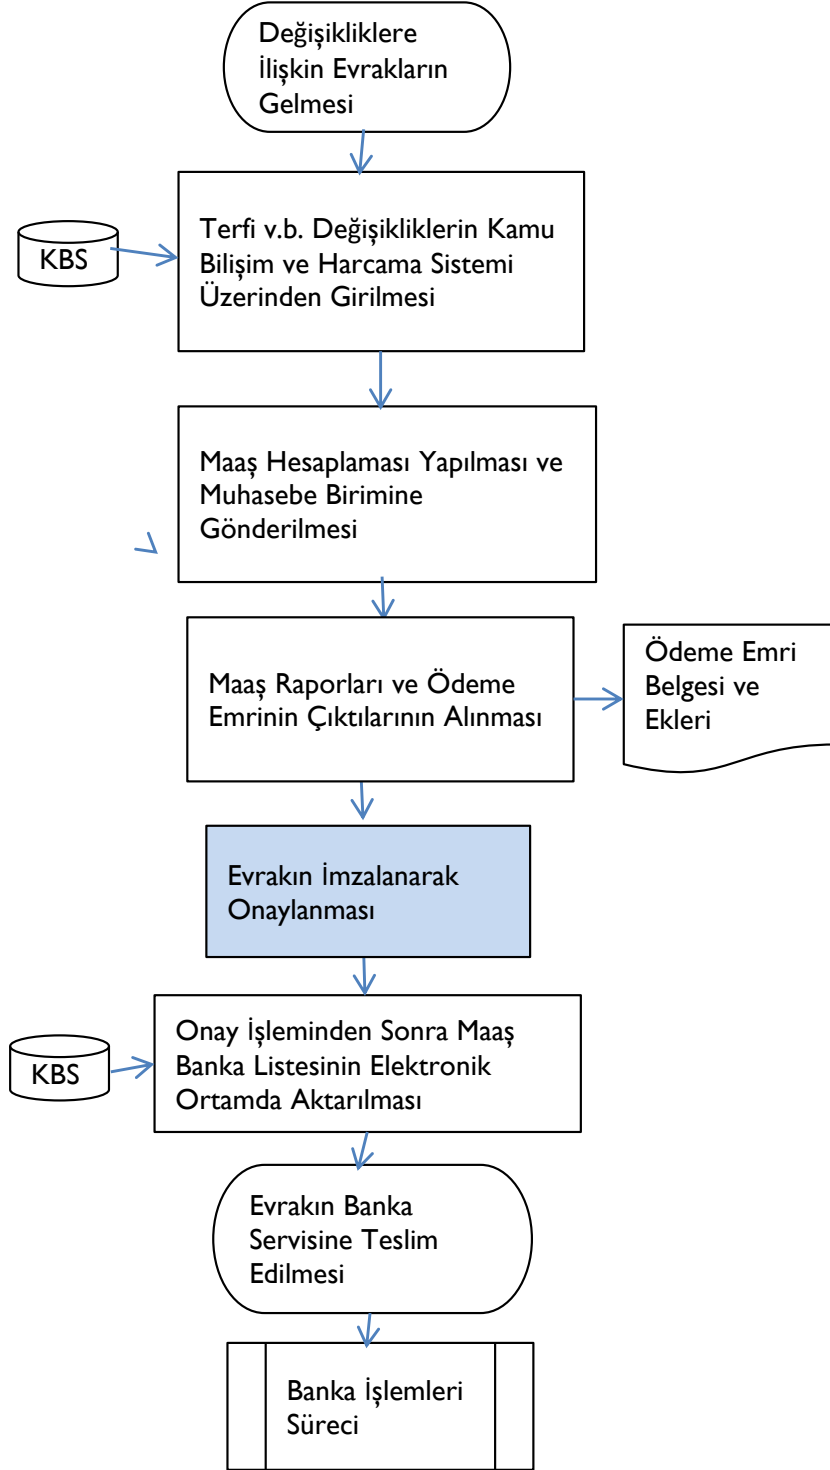 Değişikliklere
İlişkin Evrakların
Gelmesi
KBS
Terfi v.b. Değişikliklerin Kamu
Bilişim ve Harcama Sistemi
Üzerinden Girilmesi
Maaş Hesaplaması Yapılması ve
Muhasebe Birimine
Gönderilmesi
Maaş Raporları ve Ödeme
Emrinin Çıktılarının Alınması
Ödeme Emri
Belgesi ve
Ekleri
Evrakın İmzalanarak
Onaylanması
KBS
Onay İşleminden Sonra Maaş
Banka Listesinin Elektronik
Ortamda Aktarılması
Evrakın Banka
Servisine Teslim
Edilmesi
Banka İşlemleri
Süreci